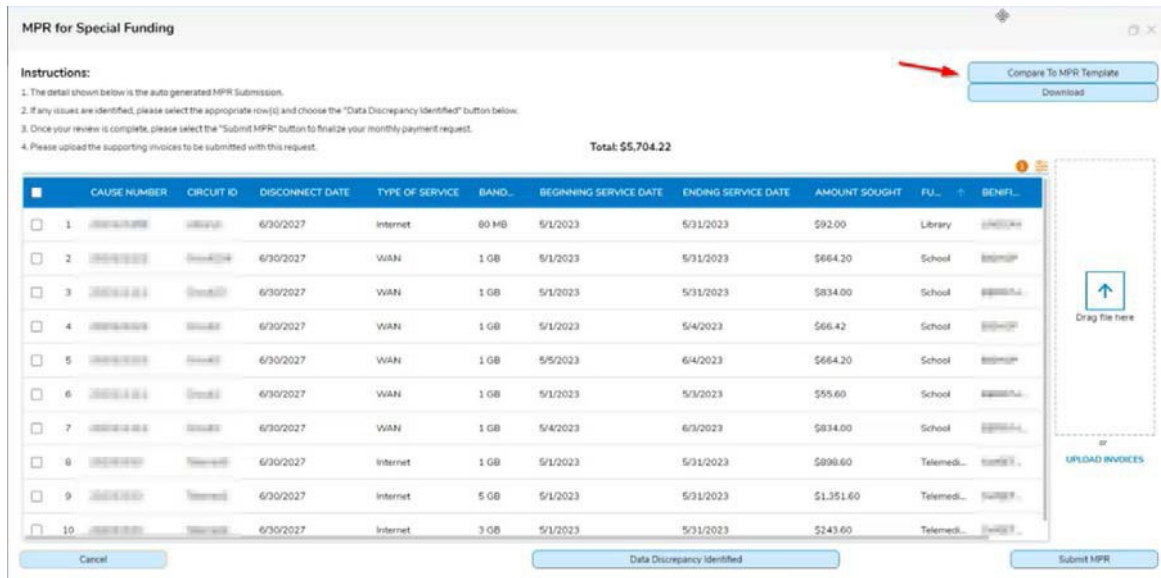 MPR for Special Funding
Instructions:
Compare To MPR Template
1. The detail shown below is the auto generated MPR Submission.
Download
2. If any issues are identified, please select the appropriate row(s) and choose the "Data Discrepancy Identified" button below.
3. Once your review is complete, please select the "Submit MPR" button to finalize your monthly payment request.
4. Please upload the supporting invoices to be submitted with this request.
Total: $5,704.22
CAUSE NUMBER CIRCUIT ID DISCONNECT DATE TYPE OF SERVICE BAND... BEGINNING SERVICE DATE ENDING SERVICE DATE AMOUNT SOUGHT FU... BENIFI...
1 6/30/2027 Internet 80 MB 5/1/2023 5/31/2023 $92.00 Library
2 6/30/2027 WAN 1 GB 5/1/2023 5/31/2023 $664.20 School
3 6/30/2027 WAN 1 GB 5/1/2023 5/31/2023 $834.00 School
4 6/30/2027 WAN 1 GB 5/1/2023 5/4/2023 $66.42 School
5 6/30/2027 WAN 1 GB 5/5/2023 6/4/2023 $664.20 School
6 6/30/2027 WAN 1 GB 5/1/2023 5/3/2023 $55.60 School
7 6/30/2027 WAN 1 GB 5/4/2023 6/3/2023 $834.00 School
8 6/30/2027 Internet 1 GB 5/1/2023 5/31/2023 $898.60 Telemedi...
9 6/30/2027 Internet 5 GB 5/1/2023 5/31/2023 $1,351.60 Telemedi...
10 6/30/2027 Internet 3 GB 5/1/2023 5/31/2023 $243.60 Telemedi...
Drag file here
or
UPLOAD INVOICES
Cancel
Data Discrepancy Identified
Submit MPR